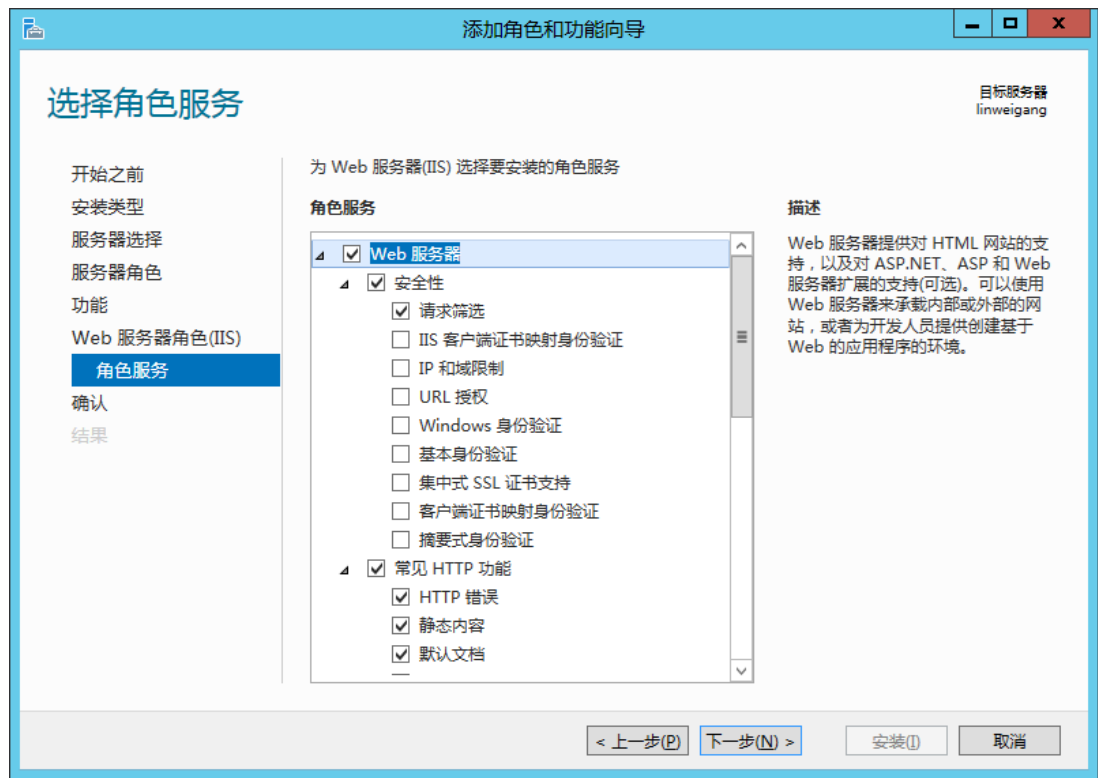 添加角色和功能向导
选择角色服务
目标服务器
linweigang
开始之前
安装类型
服务器选择
服务器角色
功能
Web 服务器角色(IIS)
角色服务
确认
结果
为 Web 服务器(IIS) 选择要安装的角色服务
角色服务
Web 服务器
安全性
请求筛选
IIS 客户端证书映射身份验证
IP 和域限制
URL 授权
Windows 身份验证
基本身份验证
集中式 SSL 证书支持
客户端证书映射身份验证
摘要式身份验证
常见 HTTP 功能
HTTP 错误
静态内容
默认文档
描述
Web 服务器提供对 HTML 网站的支
持，以及对 ASP.NET、ASP 和 Web
服务器扩展的支持(可选)。可以使用
Web 服务器来承载内部或外部的网
站，或者为开发人员提供创建基于
Web 的应用程序的环境。
< 上一步(P)
下一步(N) >
安装(I)
取消